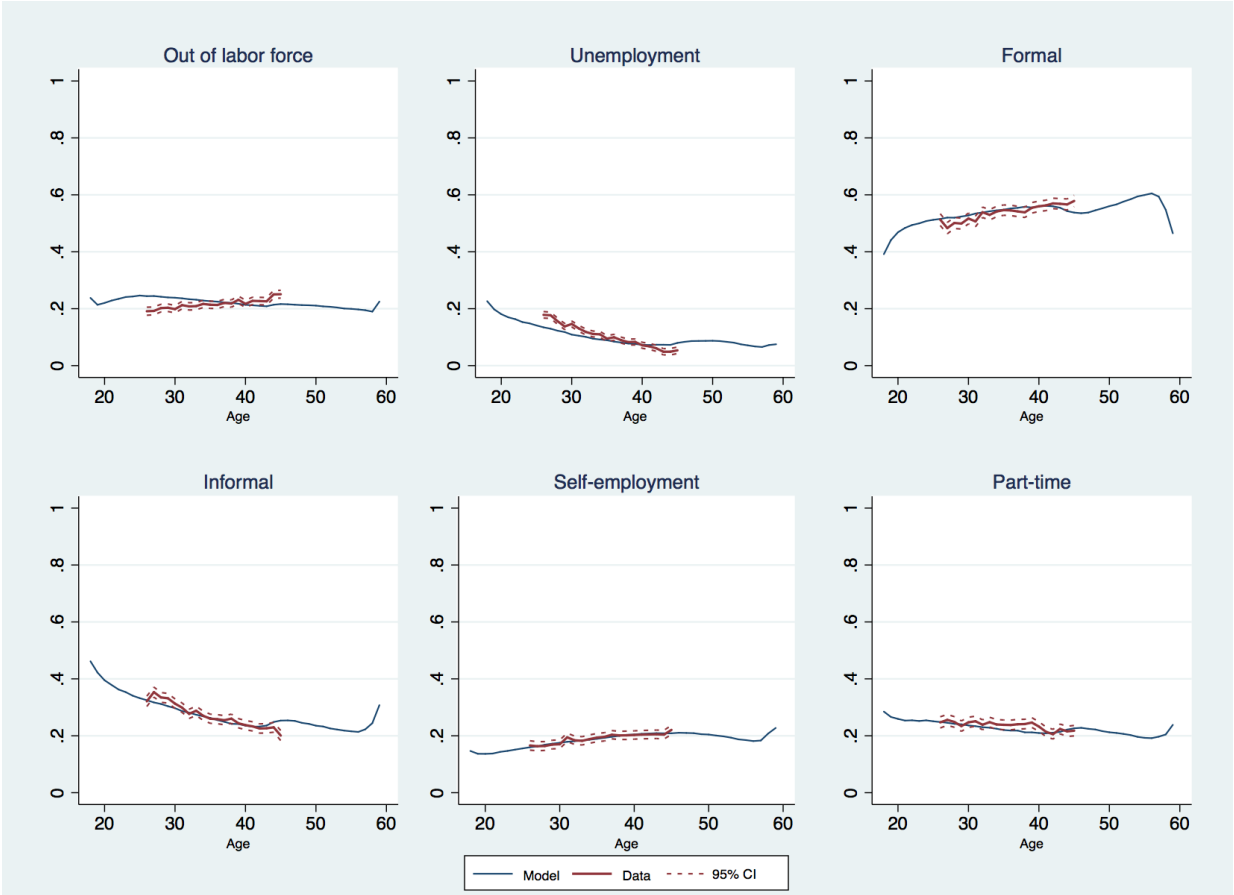 Out of labor force
1
.8
.6
.4
.2
0
20 30 40 50 60
Age
Unemployment
1
.8
.6
.4
.2
0
20 30 40 50 60
Age
Formal
1
.8
.6
.4
.2
0
20 30 40 50 60
Age
Informal
1
.8
.6
.4
.2
0
20 30 40 50 60
Age
Self-employment
1
.8
.6
.4
.2
0
20 30 40 50 60
Age
Part-time
1
.8
.6
.4
.2
0
20 30 40 50 60
Age
Model Data 95% CI